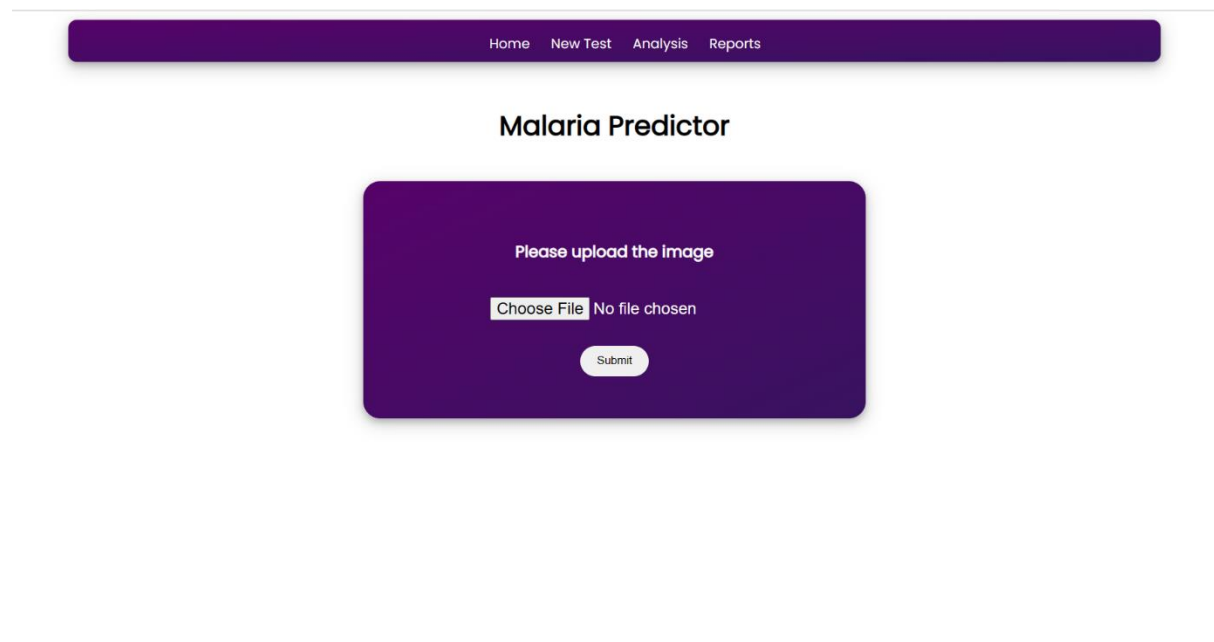 Home New Test Analysis Reports
Malaria Predictor
Please upload the image
Choose File No file chosen
Submit